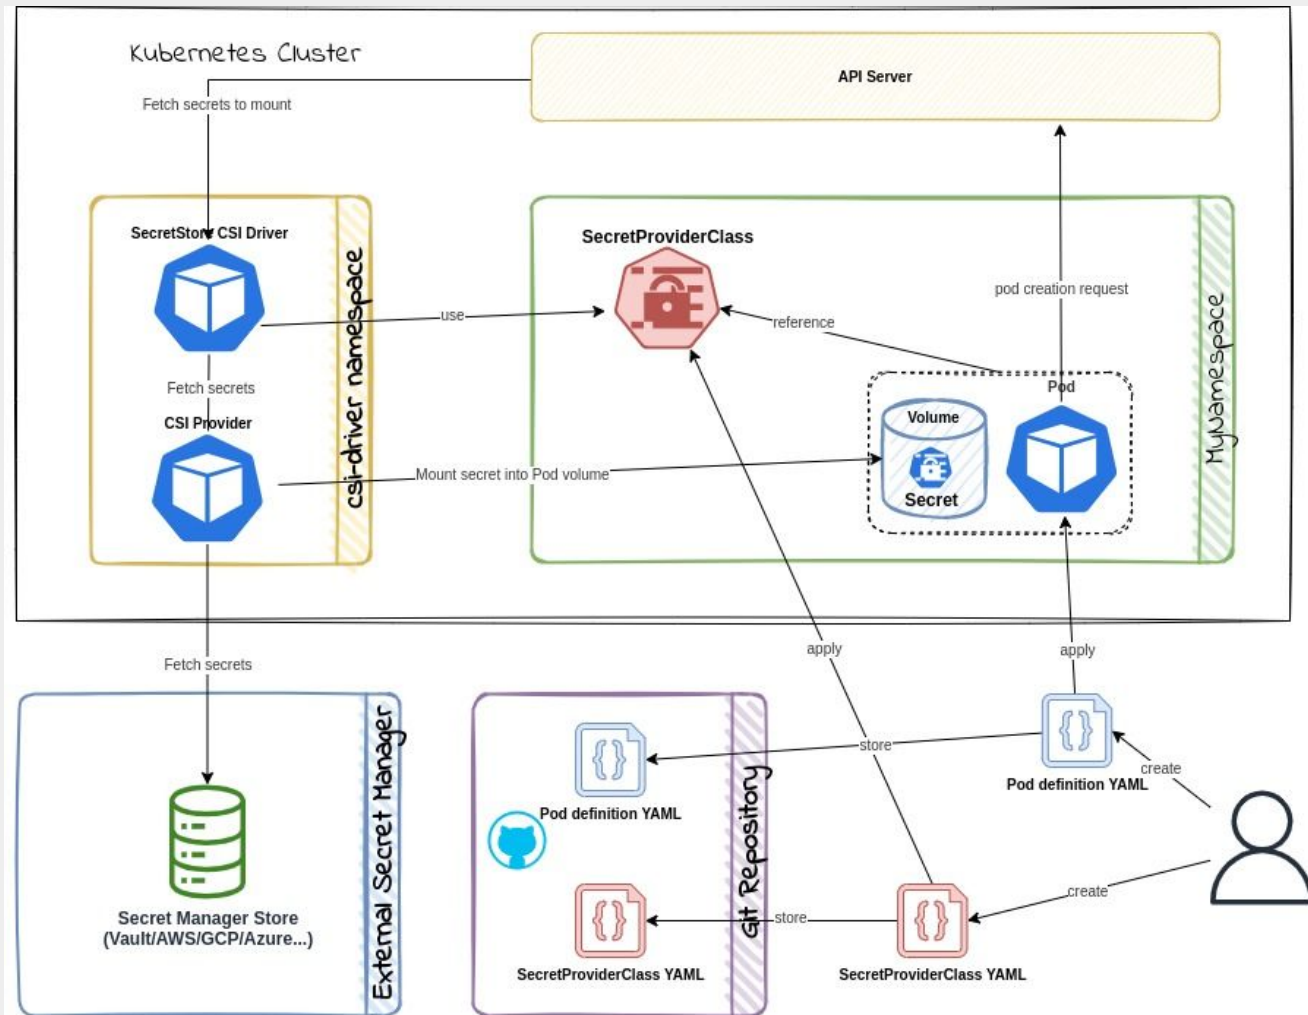 Kubernetes Cluster
API Server
Fetch secrets to mount
SecretStore CSI Driver
csi-driver namespace
SecretProviderClass
MyNamespace
pod creation request
use
reference
Fetch secrets
Pod
Volume
Secret
CSI Provider
Mount secret into Pod volume
apply
apply
Fetch secrets
External Secret Manager
Secret Manager Store
(Vault/AWS/GCP/Azure...)
Git Repository
Pod definition YAML
store
Pod definition YAML
create
create
store
SecretProviderClass YAML
SecretProviderClass YAML